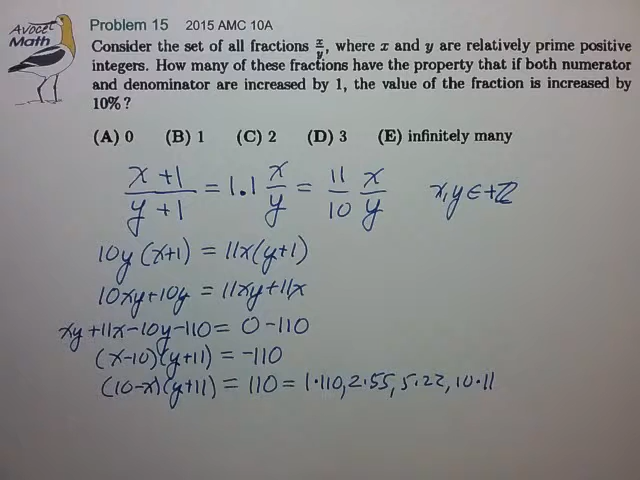 Avocet Math
Problem 15 2015 AMC 10A
Consider the set of all fractions x/y, where x and y are relatively prime positive
integers. How many of these fractions have the property that if both numerator
and denominator are increased by 1, the value of the fraction is increased by
10%?
(A) 0 (B) 1 (C) 2 (D) 3 (E) infinitely many
(x+1)/(y+1) = 1.1 x/y = 11/10 x/y x,y ∈ +ℤ
10y(x+1) = 11x(y+1)
10xy+10y = 11xy+11x
xy+11x-10y-110 = 0-110
(x-10)(y+11) = -110
(10-x)(y+11) = 110 = 1·110, 2·55, 5·22, 10·11